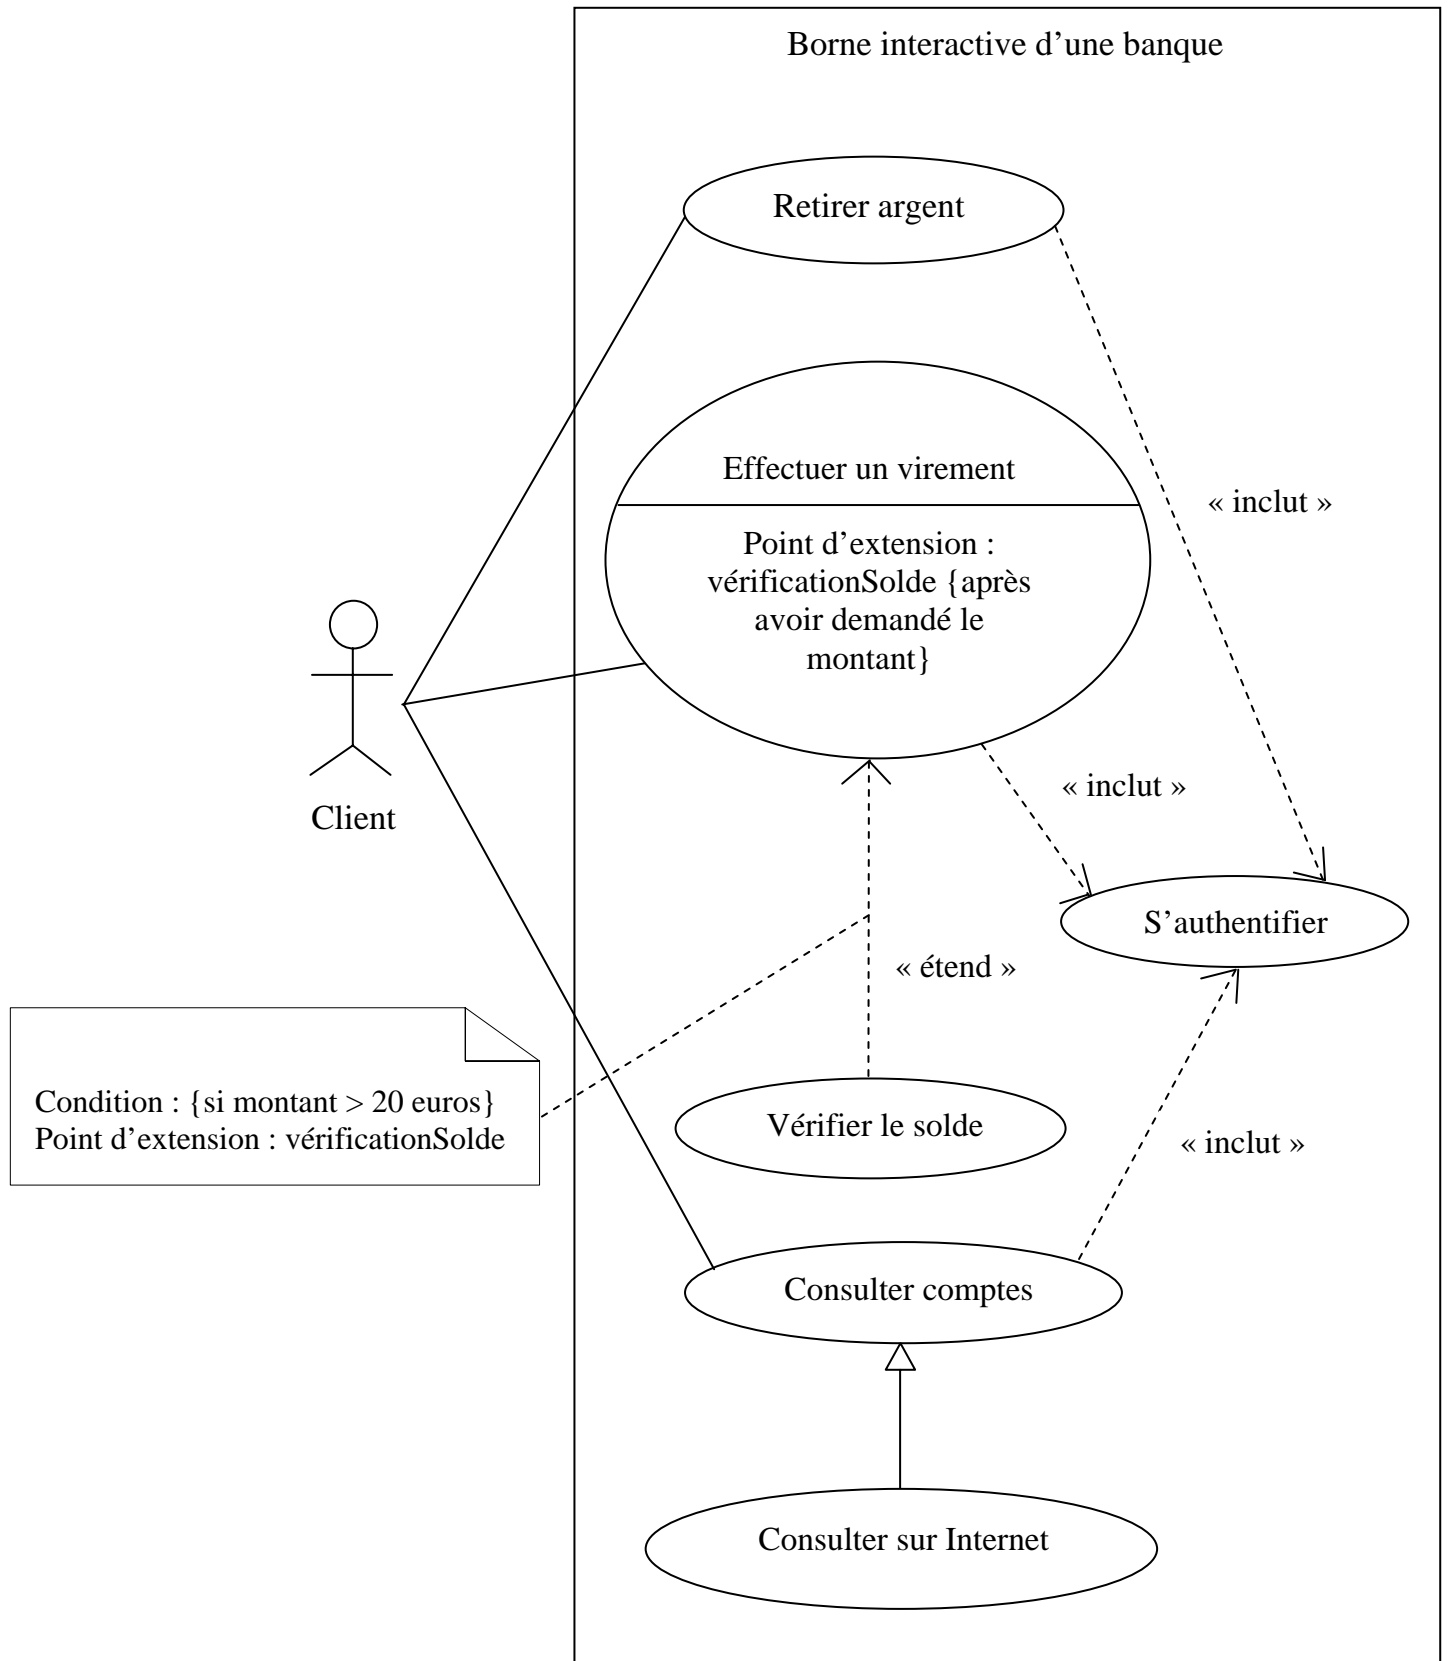 Borne interactive d’une banque
Retirer argent
Effectuer un virement
« inclut »
Point d’extension :
vérificationSolde {après
avoir demandé le
montant}
« inclut »
Client
S’authentifier
« étend »
Condition : {si montant > 20 euros}
Point d’extension : vérificationSolde
Vérifier le solde
« inclut »
Consulter comptes
Consulter sur Internet